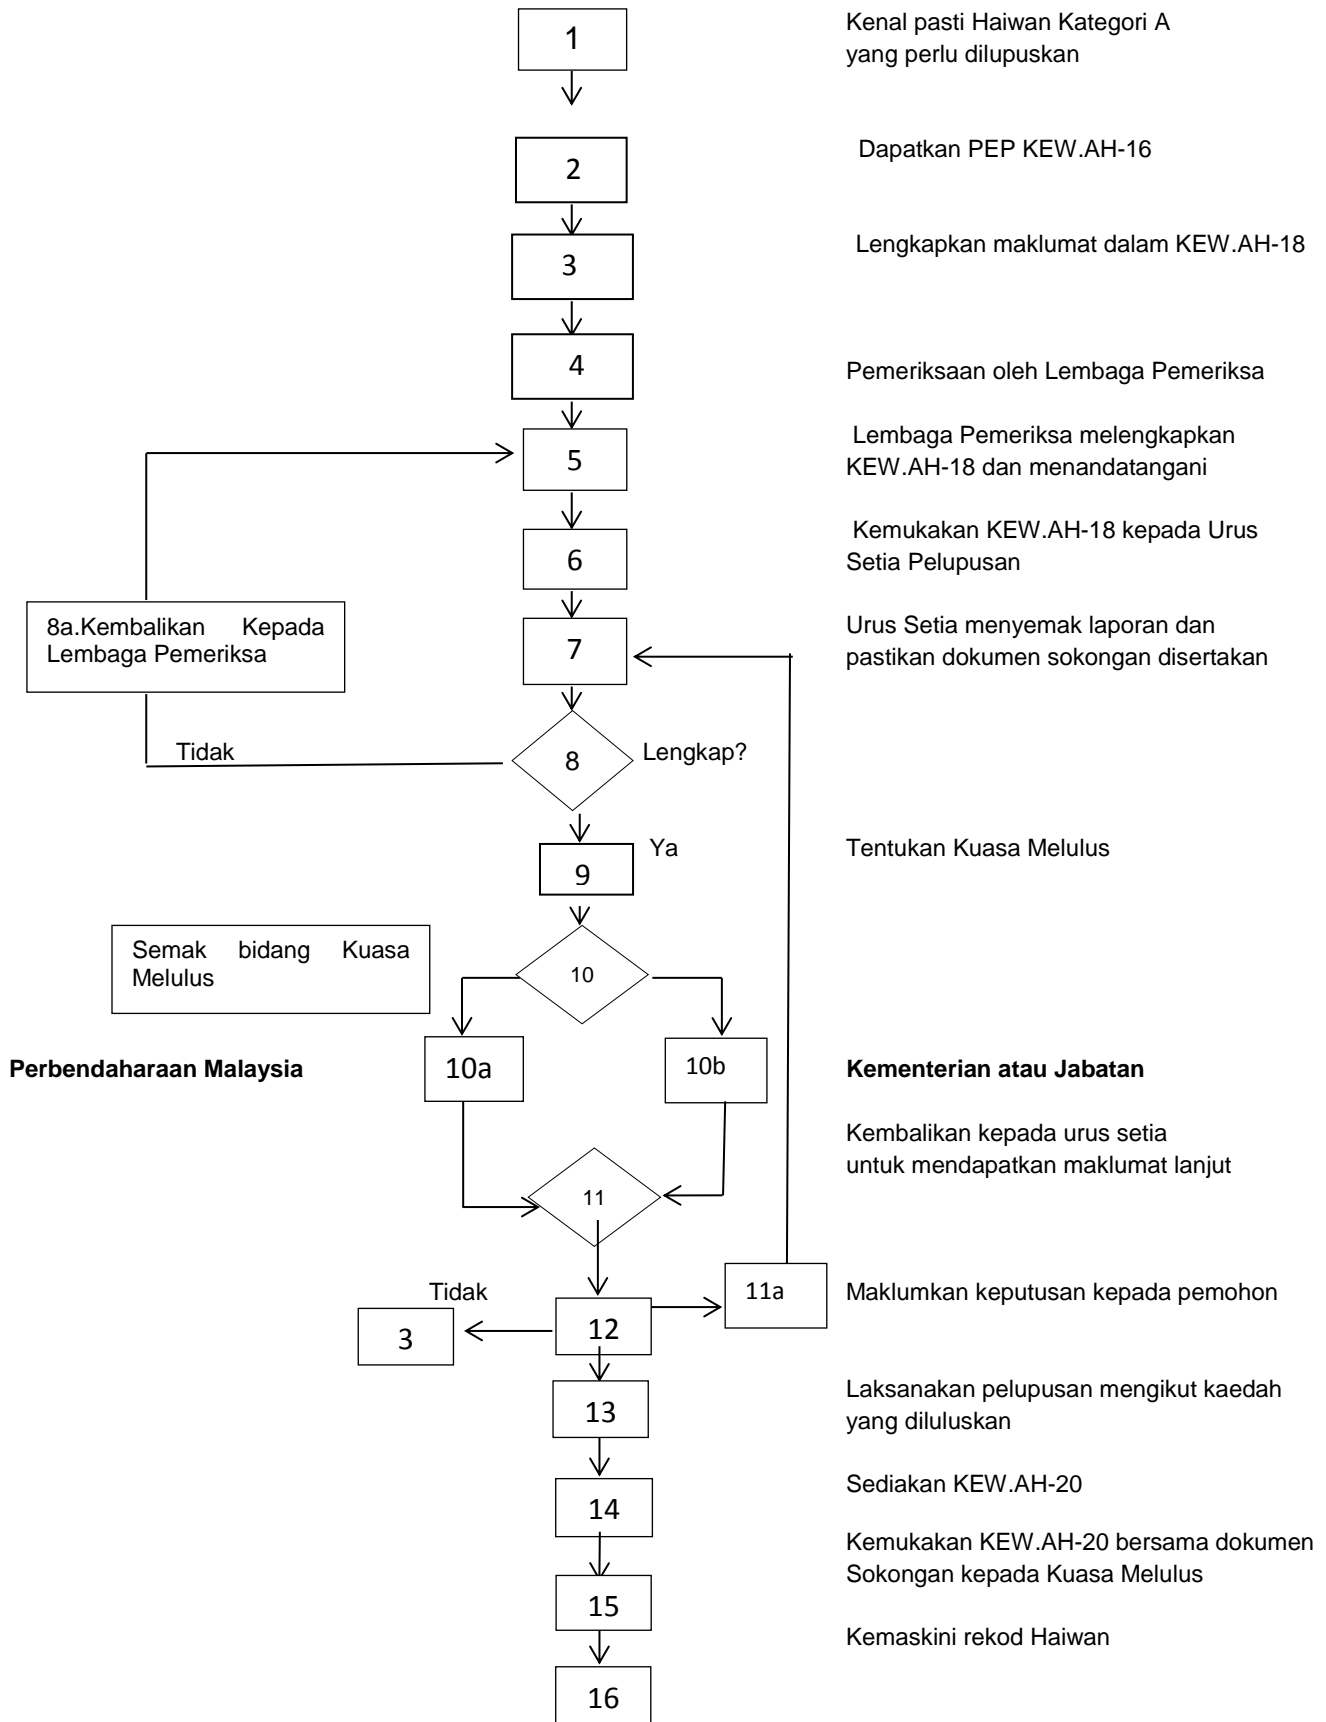 1
Kenal pasti Haiwan Kategori A
yang perlu dilupuskan
2
Dapatkan PEP KEW.AH-16
3
Lengkapkan maklumat dalam KEW.AH-18
4
Pemeriksaan oleh Lembaga Pemeriksa
5
Lembaga Pemeriksa melengkapkan
KEW.AH-18 dan menandatangani
6
Kemukakan KEW.AH-18 kepada Urus
Setia Pelupusan
8a.Kembalikan Kepada
Lembaga Pemeriksa
7
Urus Setia menyemak laporan dan
pastikan dokumen sokongan disertakan
Tidak
8
Lengkap?
Ya
9
Tentukan Kuasa Melulus
Semak bidang Kuasa
Melulus
10
Perbendaharaan Malaysia
10a
10b
Kementerian atau Jabatan
Kembalikan kepada urus setia
untuk mendapatkan maklumat lanjut
11
Tidak
3
12
11a
Maklumkan keputusan kepada pemohon
13
Laksanakan pelupusan mengikut kaedah
yang diluluskan
14
Sediakan KEW.AH-20
Kemukakan KEW.AH-20 bersama dokumen
Sokongan kepada Kuasa Melulus
15
Kemaskini rekod Haiwan
16